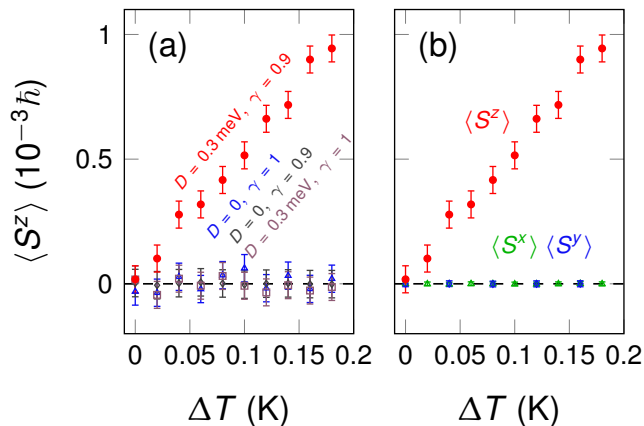 (a)
(b)
⟨S^z⟩ (10^−3ℏ)
1
0.5
0
D = 0.3 meV, γ = 0.9
D = 0, γ = 1
D = 0, γ = 0.9
D = 0.3 meV, γ = 1
⟨S^z⟩
⟨S^x⟩ ⟨S^y⟩
0 0.05 0.1 0.15 0.2
0 0.05 0.1 0.15 0.2
ΔT (K)
ΔT (K)